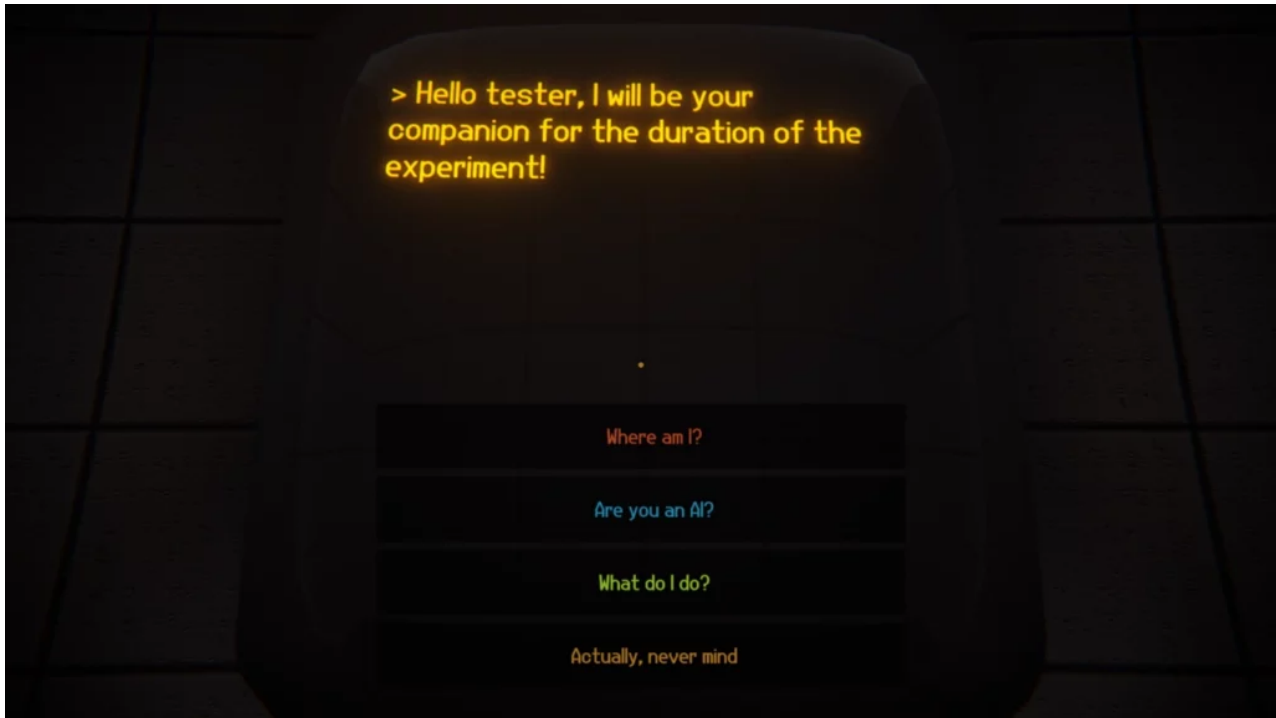 > Hello tester, I will be your
companion for the duration of the
experiment!
Where am I?
Are you an AI?
What do I do?
Actually, never mind